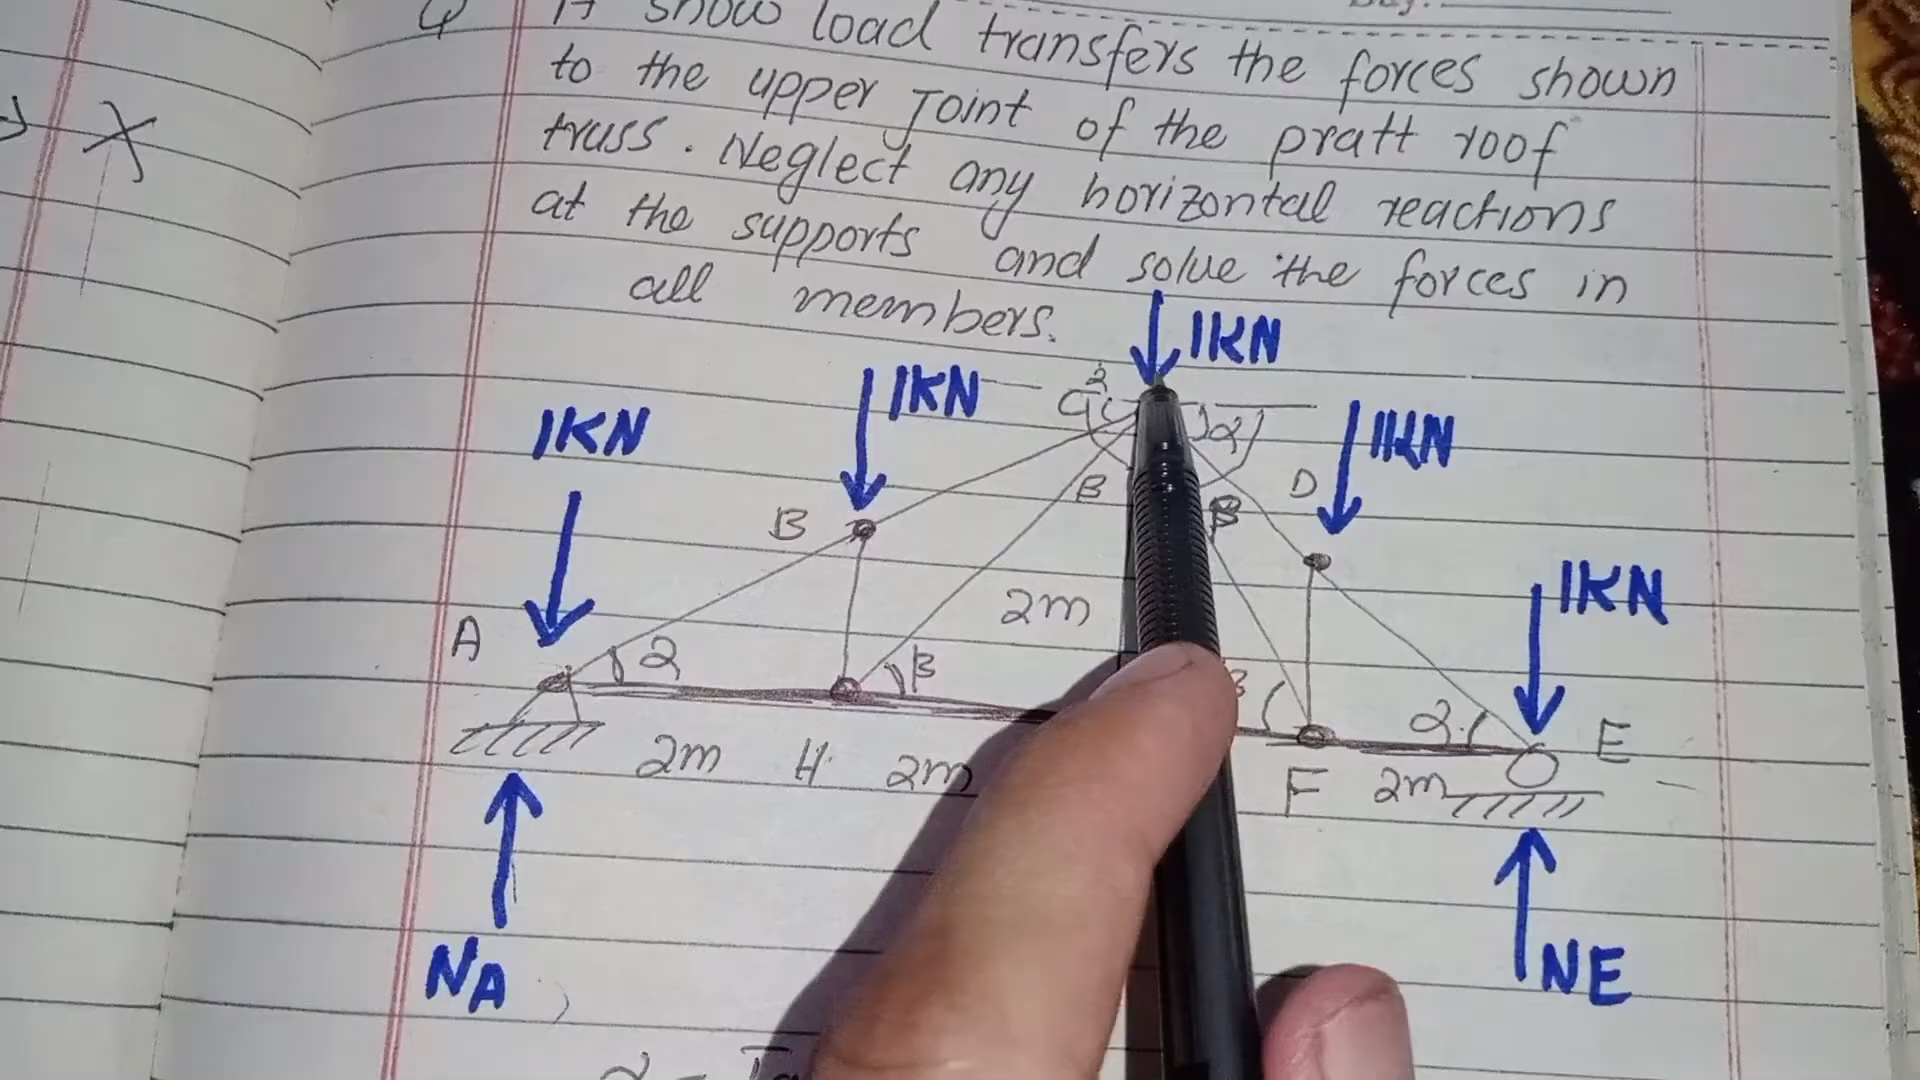 Q A show load transfers the forces shown
to the upper Joint of the pratt roof
truss. Neglect any horizontal reactions
at the supports and solve the forces in
all members.
1KN
1KN
1KN
1KN
1KN
C
α
B
β
β
D
A
α
β
2m
α
E
2m H 2m
F 2m
NA
NE